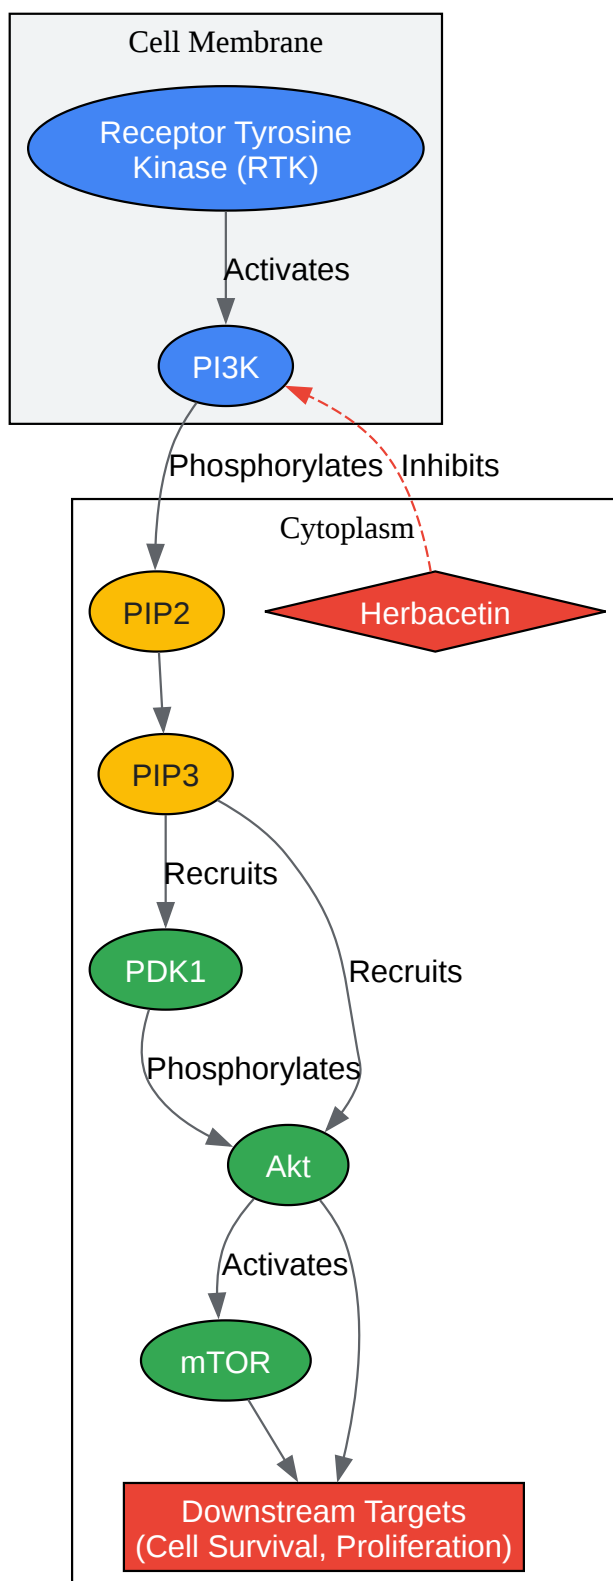 Cell Membrane
Receptor Tyrosine
Kinase (RTK)
Activates
PI3K
Phosphorylates
Inhibits
Cytoplasm
PIP2
Herbacetin
PIP3
Recruits
PDK1
Recruits
Phosphorylates
Akt
Activates
mTOR
Downstream Targets
(Cell Survival, Proliferation)